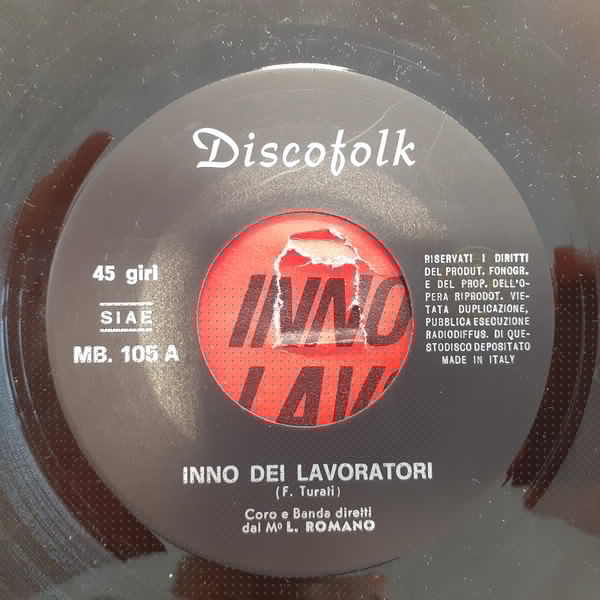 Discofolk
45 giri
SIAE
MB. 105 A
RISERVATI I DIRITTI
DEL PRODUT. FONOGR.
E DEL PROP. DELL'O-
PERA RIPRODOT. VIE-
TATA DUPLICAZIONE,
PUBBLICA ESECUZIONE
RADIODIFFUS. DI QUE-
STO DISCO DEPOSITATO
MADE IN ITALY
INNO
LAV
INNO DEI LAVORATORI
(F. Turati)
Coro e Banda diretti
dal Mº L. ROMANO